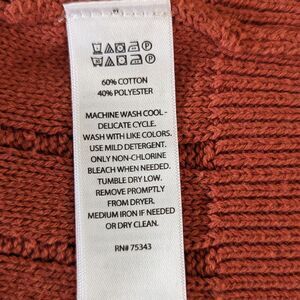 60% COTTON
40% POLYESTER
MACHINE WASH COOL -
DELICATE CYCLE.
WASH WITH LIKE COLORS.
USE MILD DETERGENT.
ONLY NON-CHLORINE
BLEACH WHEN NEEDED.
TUMBLE DRY LOW.
REMOVE PROMPTLY
FROM DRYER.
MEDIUM IRON IF NEEDED
OR DRY CLEAN.
RN# 75343